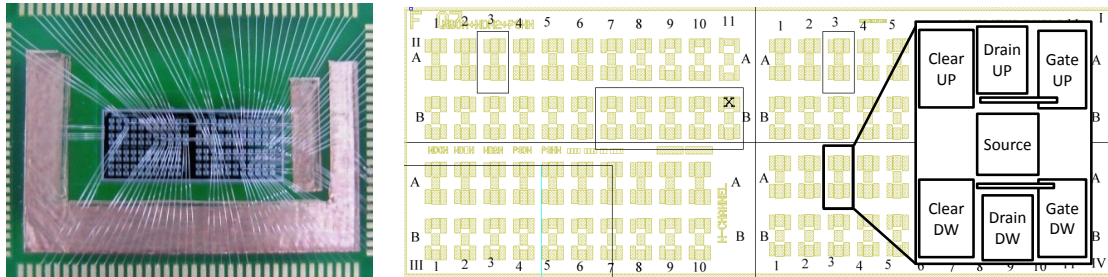 F 07
1 2 3 4 5 6 7 8 9 10 11
1 2 3 4 5
I
II
A A
A
Clear UP
Drain UP
Gate UP
B B
B
Source
A A
A
N-CHANNEL
B B
B
Clear DW
Drain DW
Gate DW
III 1 2 3 4 5 6 7 8 9 10
1 2 3 4 5 6 7 8 9
IV